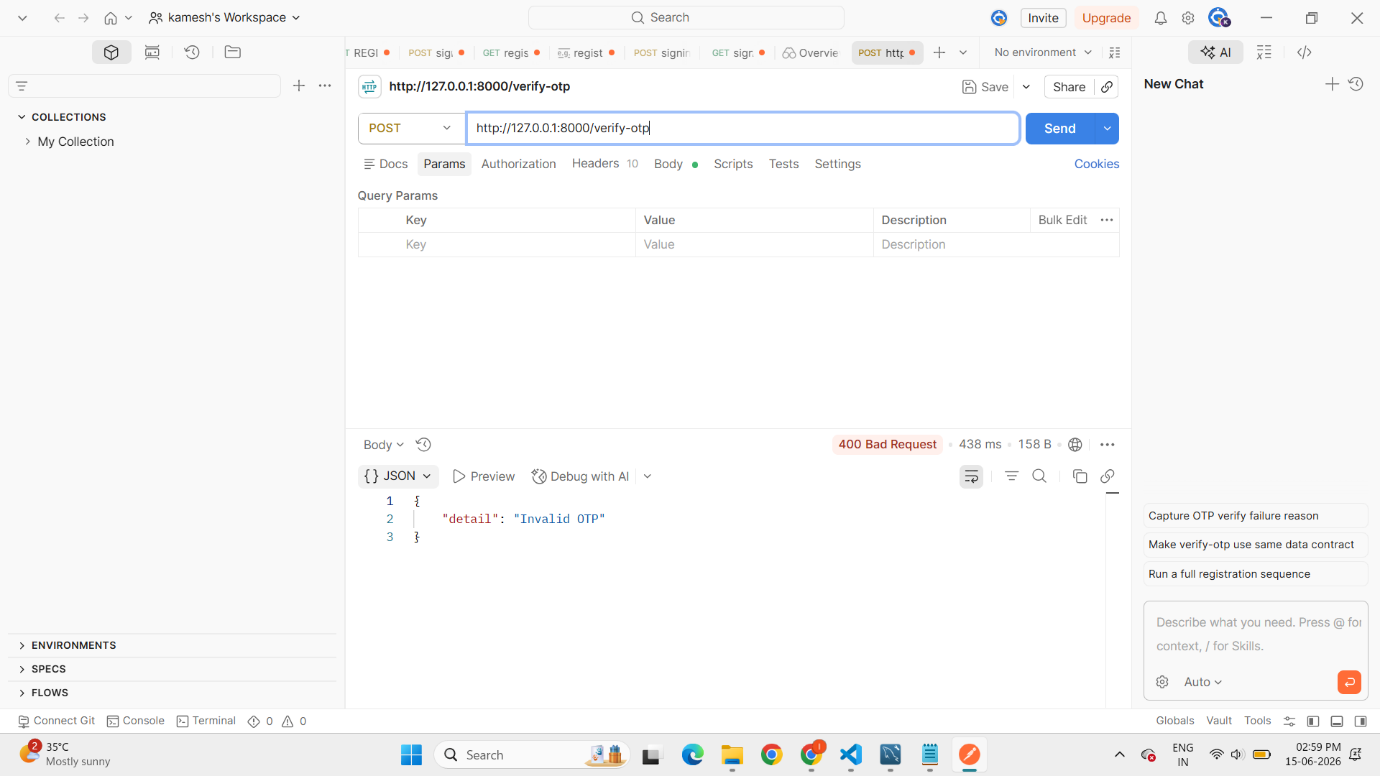 kamesh's Workspace
Search
Invite
Upgrade
K
T REGI
POST
GET regis
e.g. regist
POST signin
GET
Overvie
POST
No environment
AI
HTTP http://127.0.0.1:8000/verify-otp
Save
Share
New Chat
COLLECTIONS
My Collection
POST
http://127.0.0.1:8000/verify-otp
Send
Docs Params Authorization Headers 10 Body Scripts Tests Settings
Cookies
Query Params
Key Value Description Bulk Edit
Key Value Description
Body
400 Bad Request 438 ms 158 B
{} JSON Preview Debug with AI
1 {
2 "detail": "Invalid OTP"
3 }
Capture OTP verify failure reason
Make verify-otp use same data contract
Run a full registration sequence
Describe what you need. Press @ for
context, / for Skills.
Auto
ENVIRONMENTS
SPECS
FLOWS
Connect Git Console Terminal 0 0
Globals Vault Tools
2
35°C
Mostly sunny
Search
1
ENG
IN
02:59 PM
15-06-2026